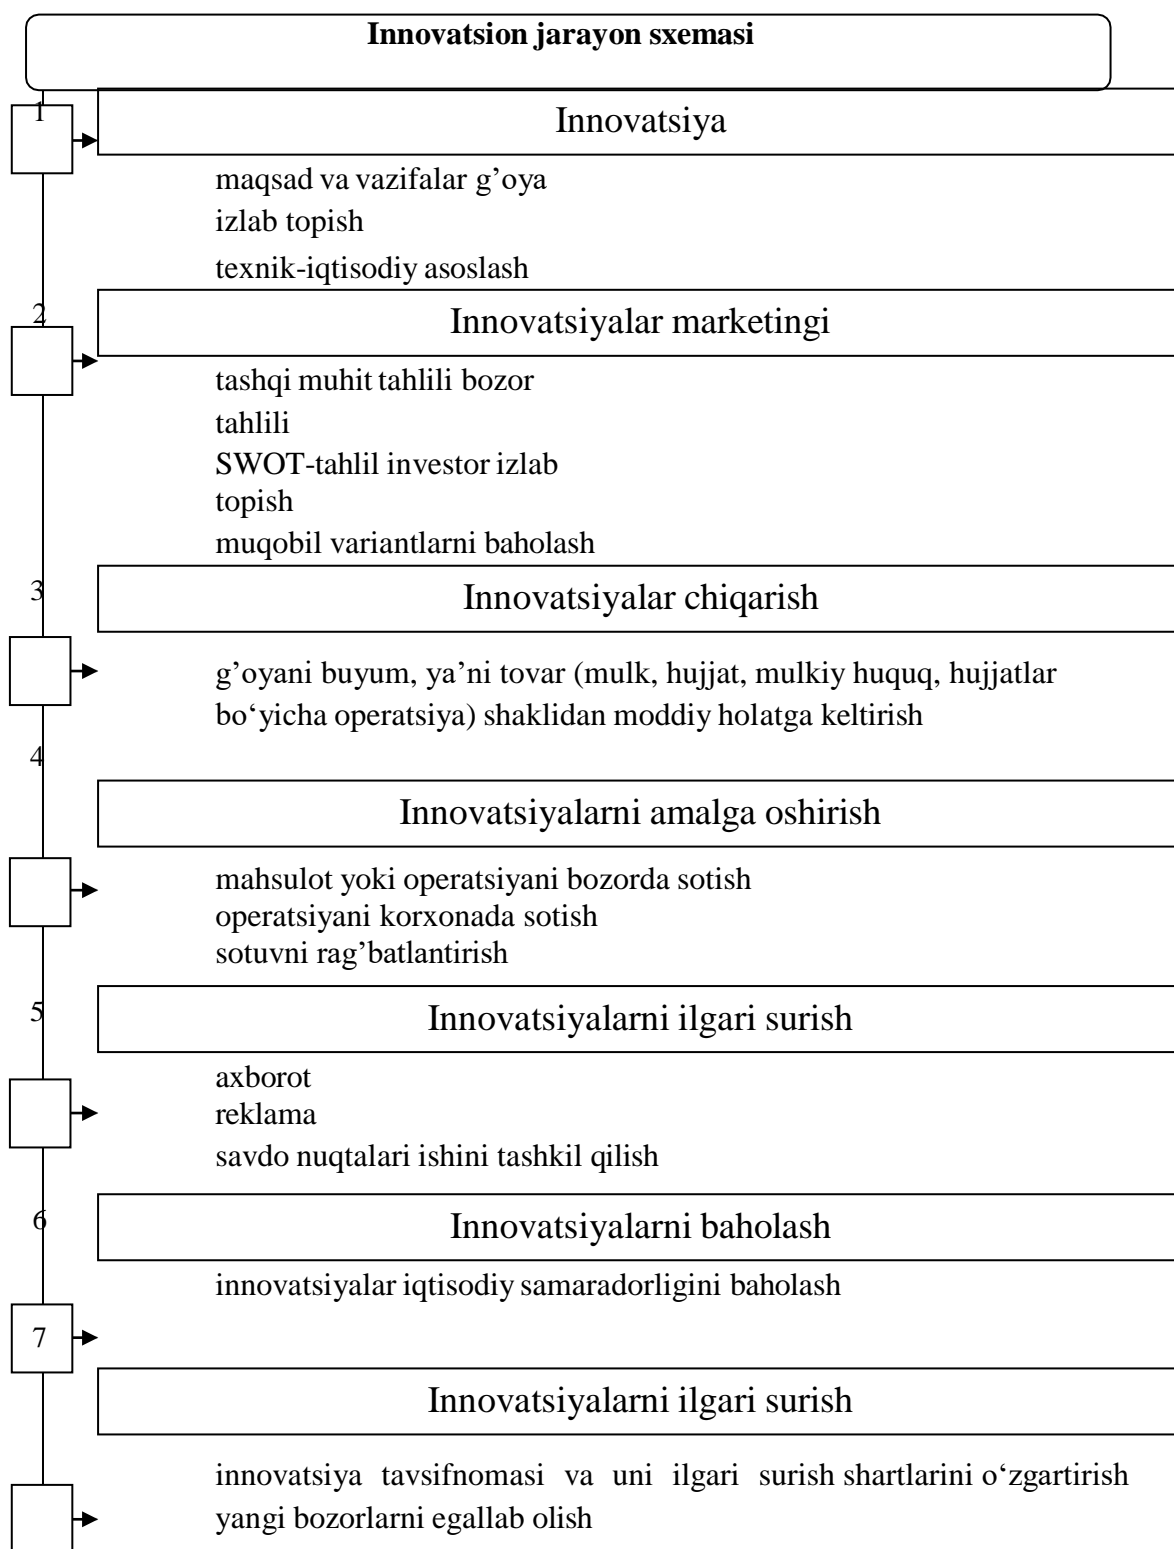 Innovatsion jarayon sxemasi
1
Innovatsiya
maqsad va vazifalar g’oya
izlab topish
texnik-iqtisodiy asoslash
2
Innovatsiyalar marketingi
tashqi muhit tahlili bozor
tahlili
SWOT-tahlil investor izlab
topish
muqobil variantlarni baholash
3
Innovatsiyalar chiqarish
g’oyani buyum, ya’ni tovar (mulk, hujjat, mulkiy huquq, hujjatlar
bo‘yicha operatsiya) shaklidan moddiy holatga keltirish
4
Innovatsiyalarni amalga oshirish
mahsulot yoki operatsiyani bozorda sotish
operatsiyani korxonada sotish
sotuvni rag’batlantirish
5
Innovatsiyalarni ilgari surish
axborot
reklama
savdo nuqtalari ishini tashkil qilish
6
Innovatsiyalarni baholash
innovatsiyalar iqtisodiy samaradorligini baholash
7
Innovatsiyalarni ilgari surish
innovatsiya tavsifnomasi va uni ilgari surish shartlarini o‘zgartirish
yangi bozorlarni egallab olish